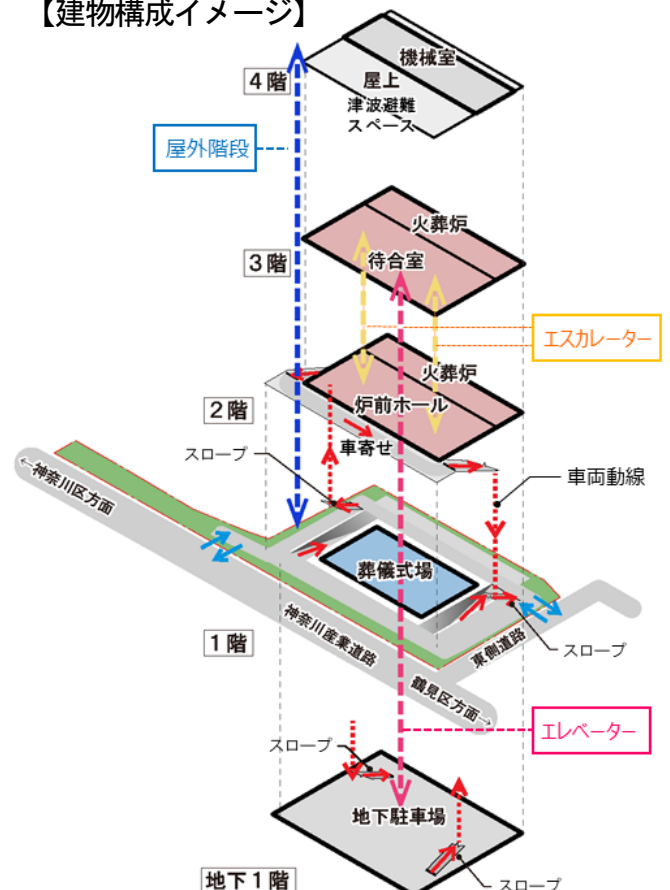 【建物構成イメージ】
機械室
4階
屋上
津波避難
スペース
屋外階段
火葬炉
3階
待合室
エスカレーター
火葬炉
2階
炉前ホール
車寄せ
スロープ
車両動線
←神奈川区方面
葬儀式場
神奈川産業道路
1階
東側道路
スロープ
鶴見区方面→
エレベーター
スロープ
地下駐車場
地下1階
スロープ